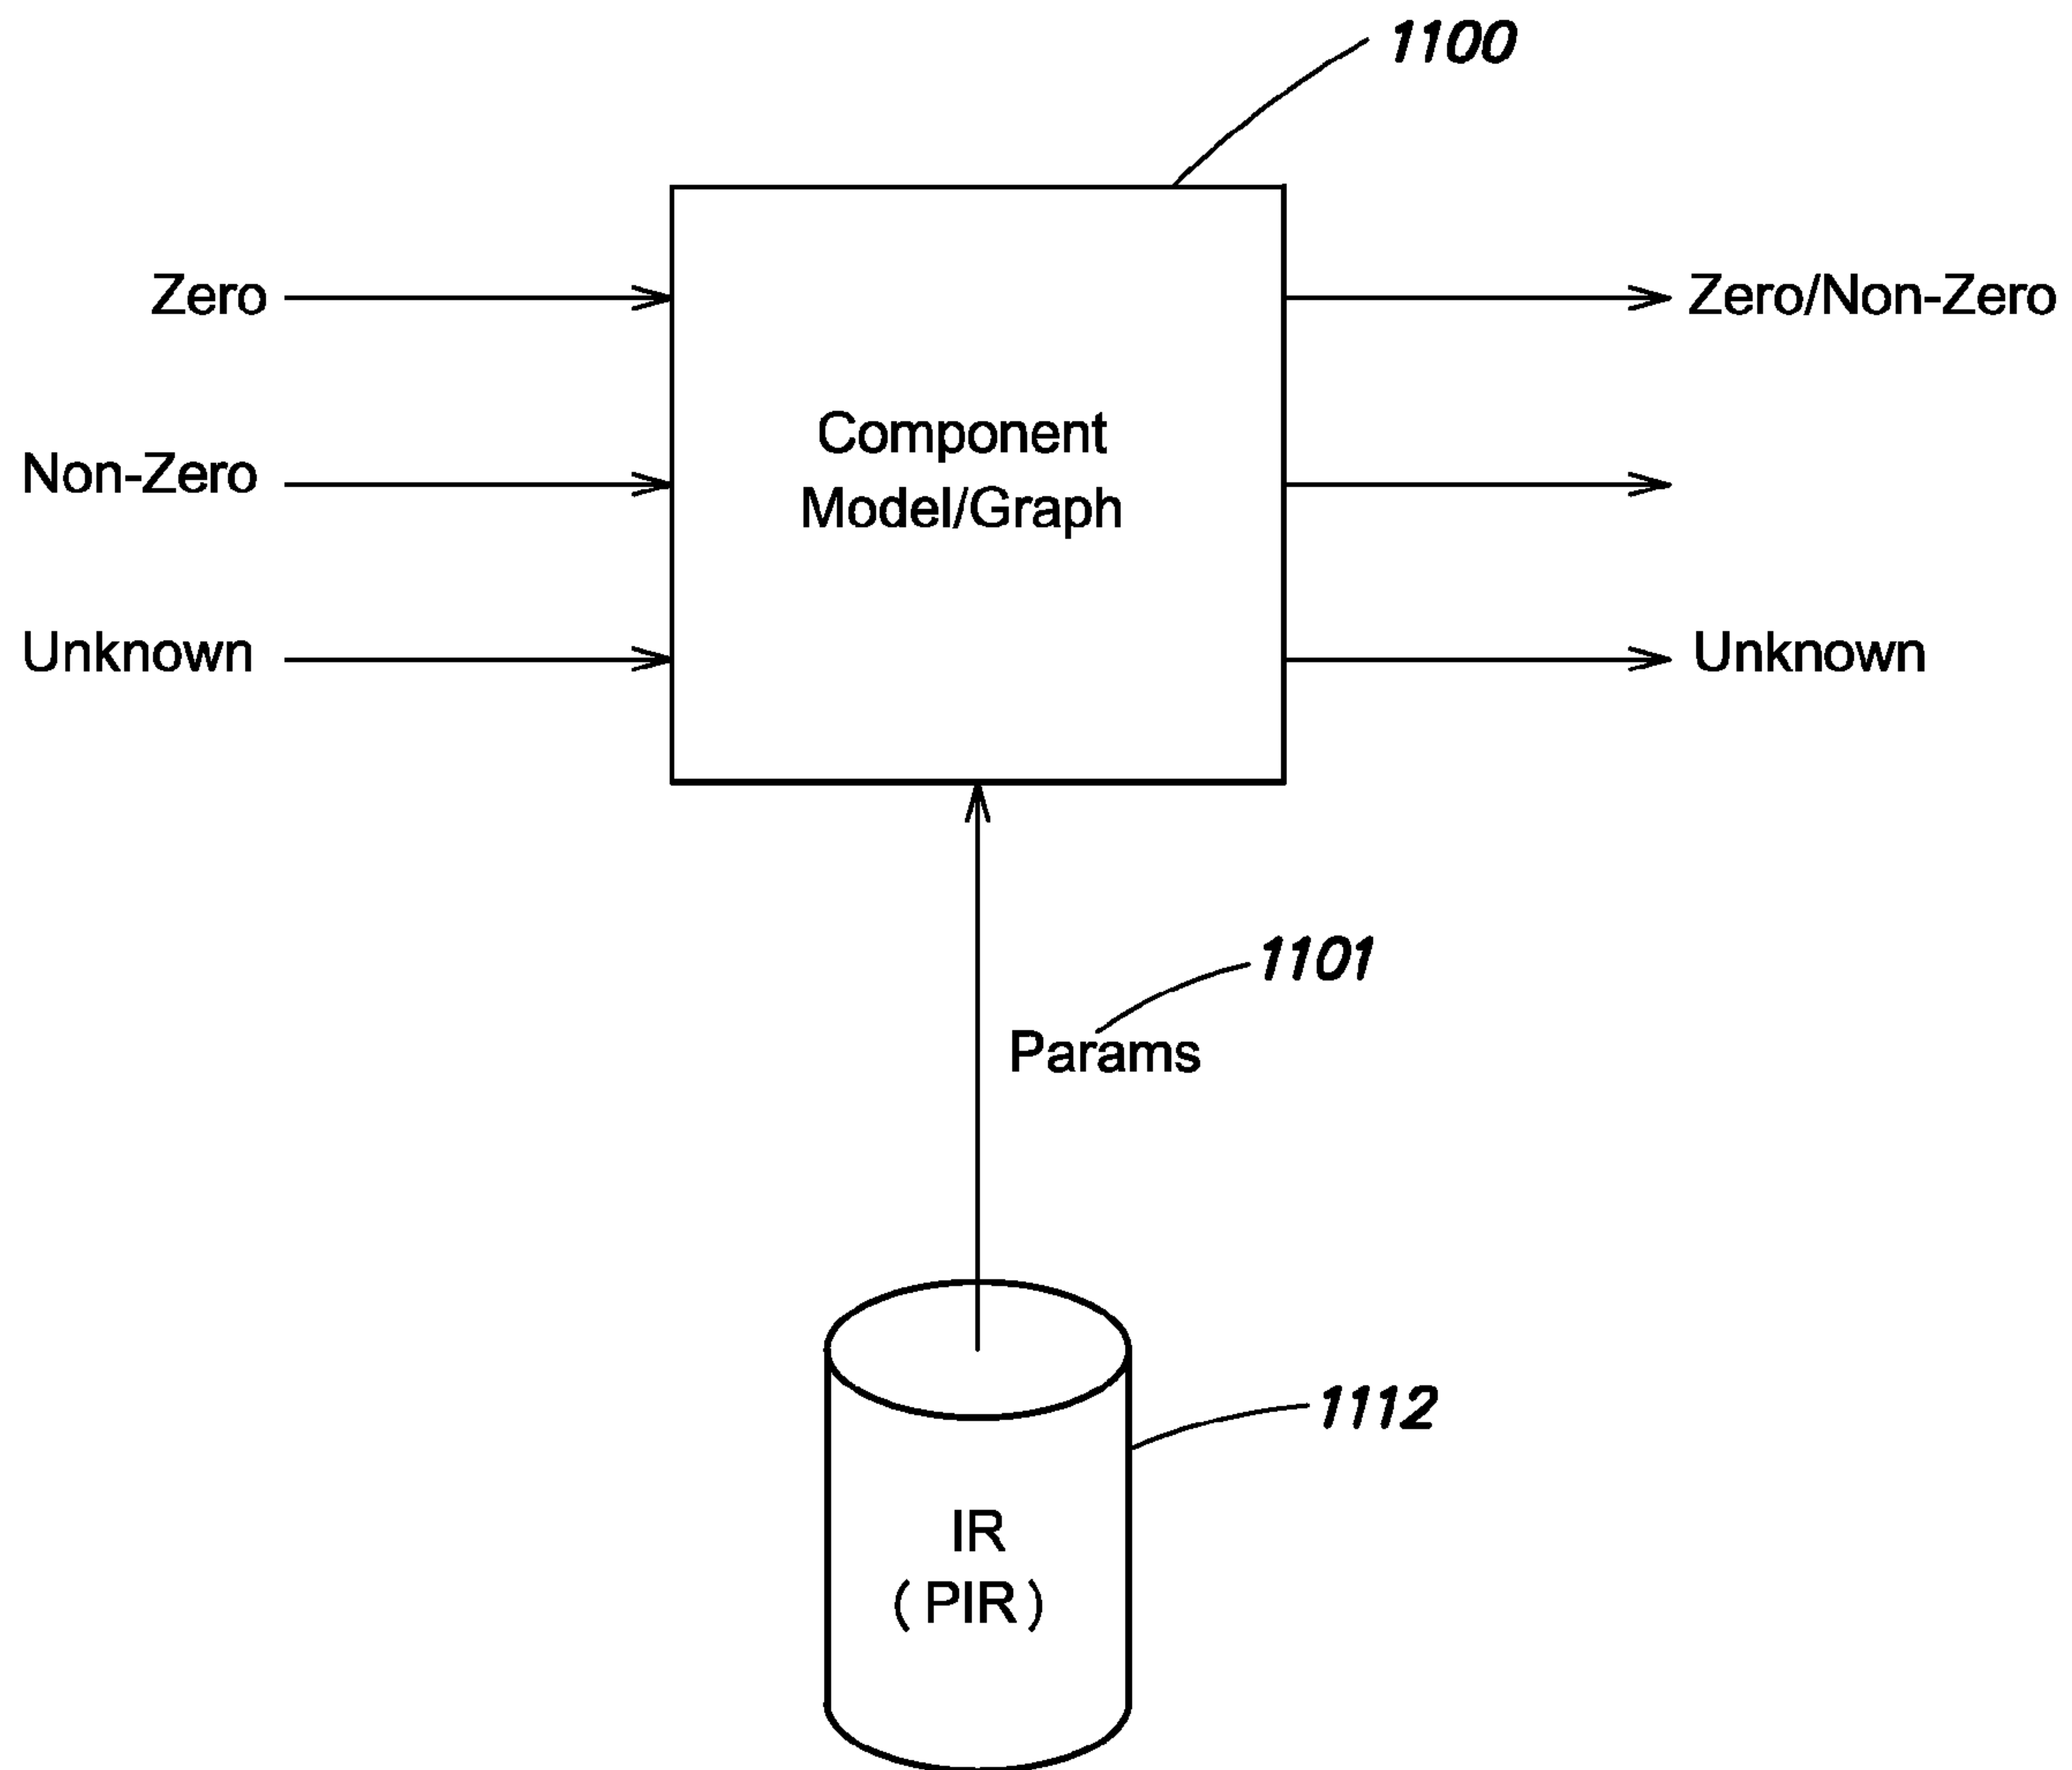 1100
Zero
Zero/Non-Zero
Component
Model/Graph
Non-Zero
Unknown
Unknown
1101
Params
1112
IR
(PIR)